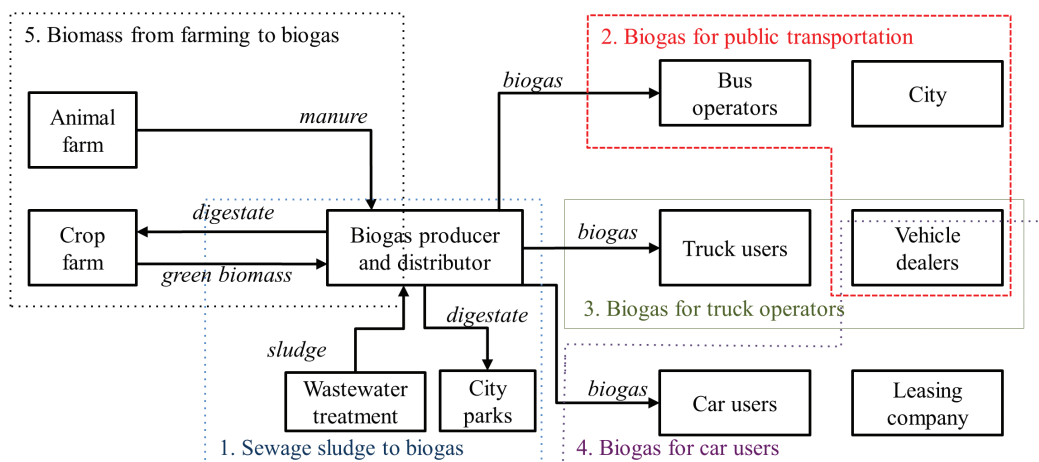 5. Biomass from farming to biogas
2. Biogas for public transportation
biogas
Bus
operators
City
Animal
farm
manure
digestate
Crop
farm
green biomass
Biogas producer
and distributor
biogas
Truck users
Vehicle
dealers
3. Biogas for truck operators
digestate
sludge
Wastewater
treatment
City
parks
biogas
Car users
Leasing
company
1. Sewage sludge to biogas
4. Biogas for car users